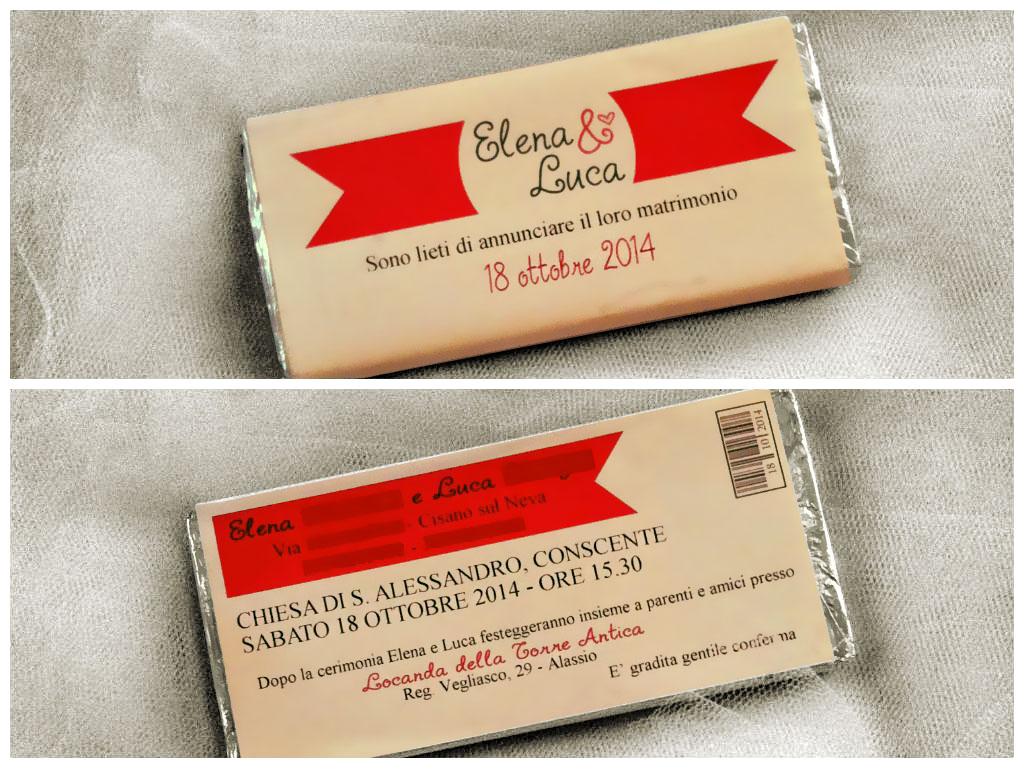 Elena &
Luca
Sono lieti di annunciare il loro matrimonio
18 ottobre 2014
Elena e Luca
Via - Cisano sul Neva
-
CHIESA DI S. ALESSANDRO, CONSCENTE
SABATO 18 OTTOBRE 2014 - ORE 15.30
Dopo la cerimonia Elena e Luca festeggeranno insieme a parenti e amici presso
Locanda della Torre Antica
Reg. Vegliasco, 29 - Alassio
E` gradita gentile conferma
18 10 2014